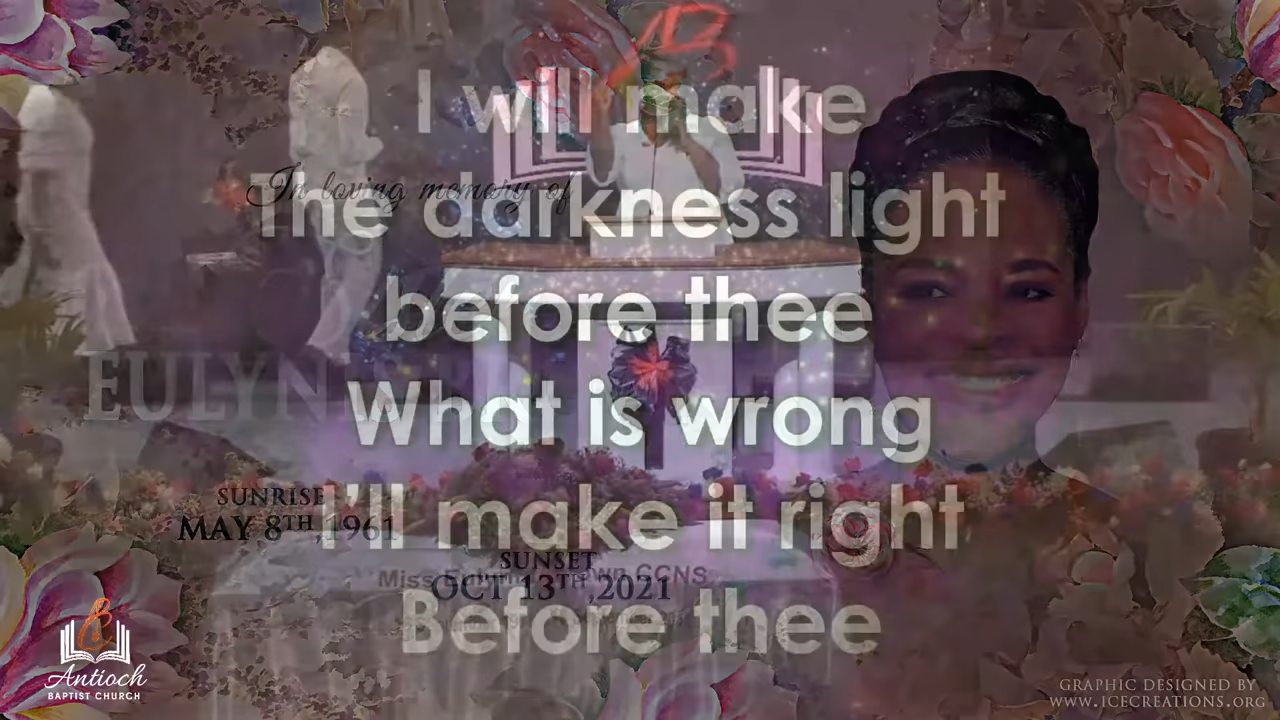 I will make
In loving memory of
The darkness light
before thee
EULYN
What is wrong
SUNRISE
MAY 8TH, 1961
I'll make it right
SUNSET
Miss
CCNS
OCT 13TH, 2021
Before thee
Antioch
BAPTIST CHURCH
GRAPHIC DESIGNED BY
WWW.ICECREATIONS.ORG